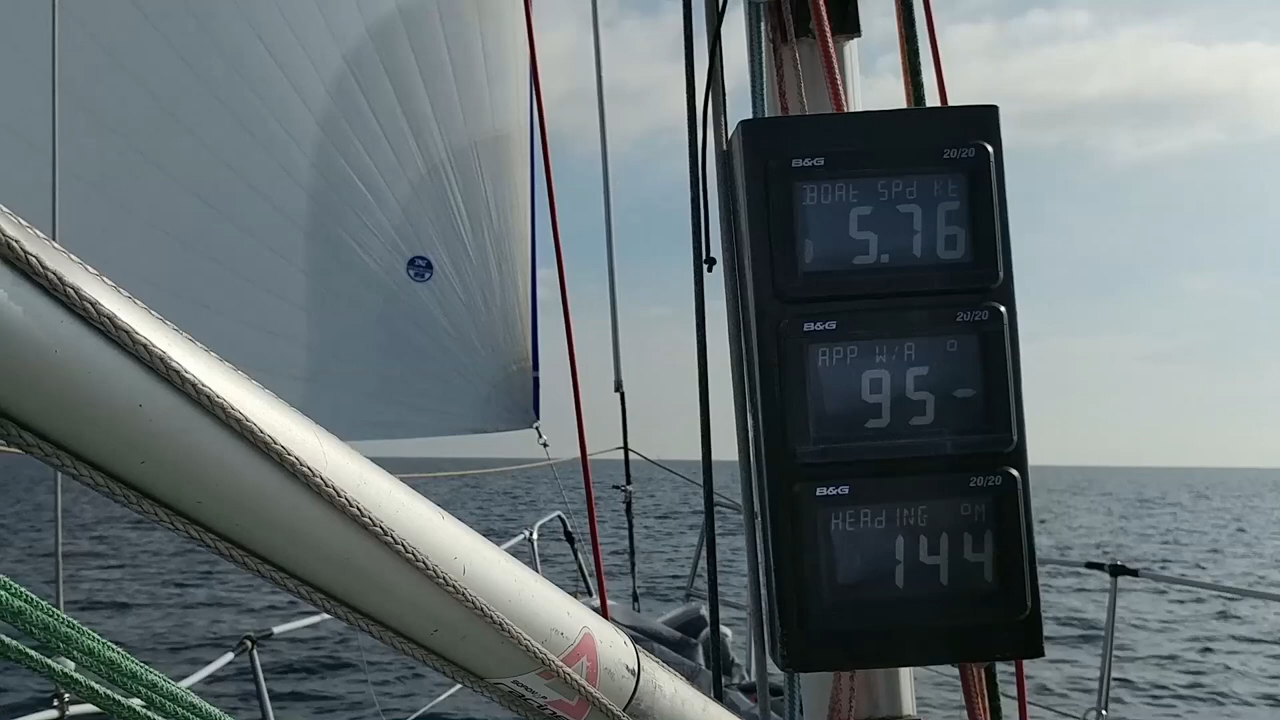 B&G 20/20
BOAt SPd Kt
5.76
B&G 20/20
APP W/A °
95 -
B&G 20/20
HEAdING °M
144